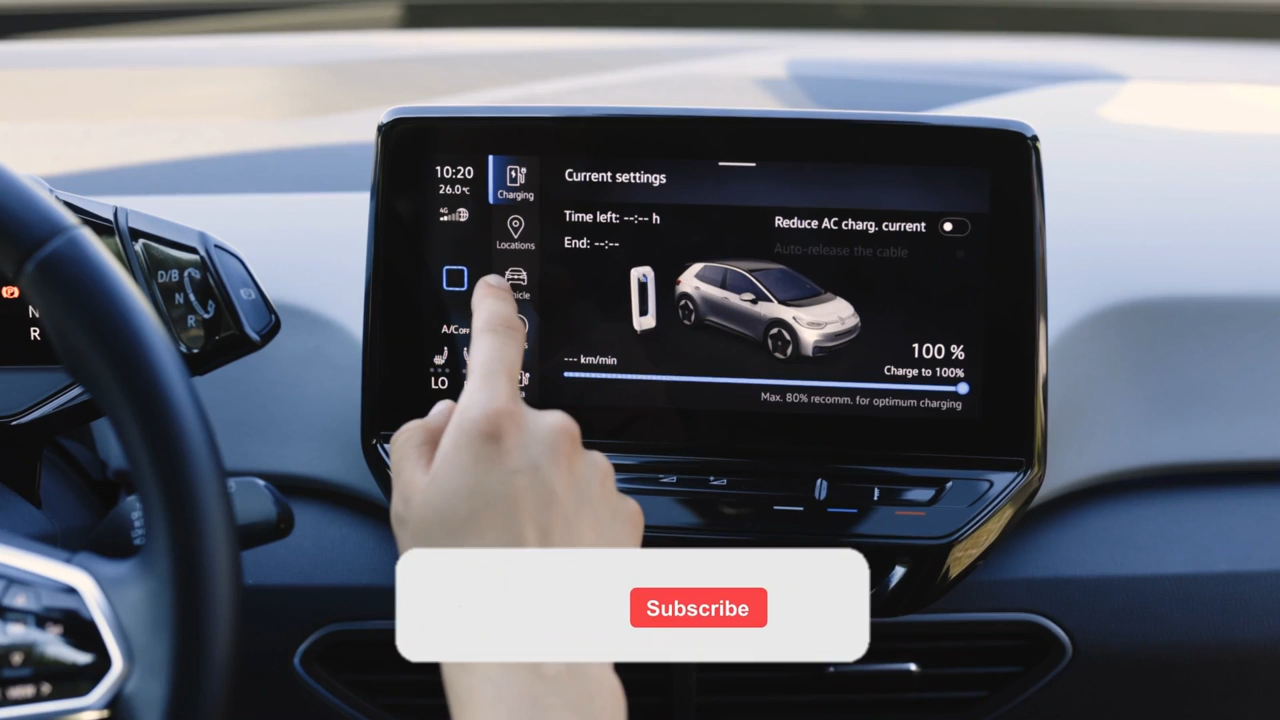 10:20
26.0°C
4G
Charging
Locations
A/C OFF
LO
Current settings
Time left: --:-- h
End: --:--
Reduce AC charg. current
Auto-release the cable
--- km/min
100 %
Charge to 100%
Max. 80% recomm. for optimum charging
D/B
N
R
N
R
Subscribe